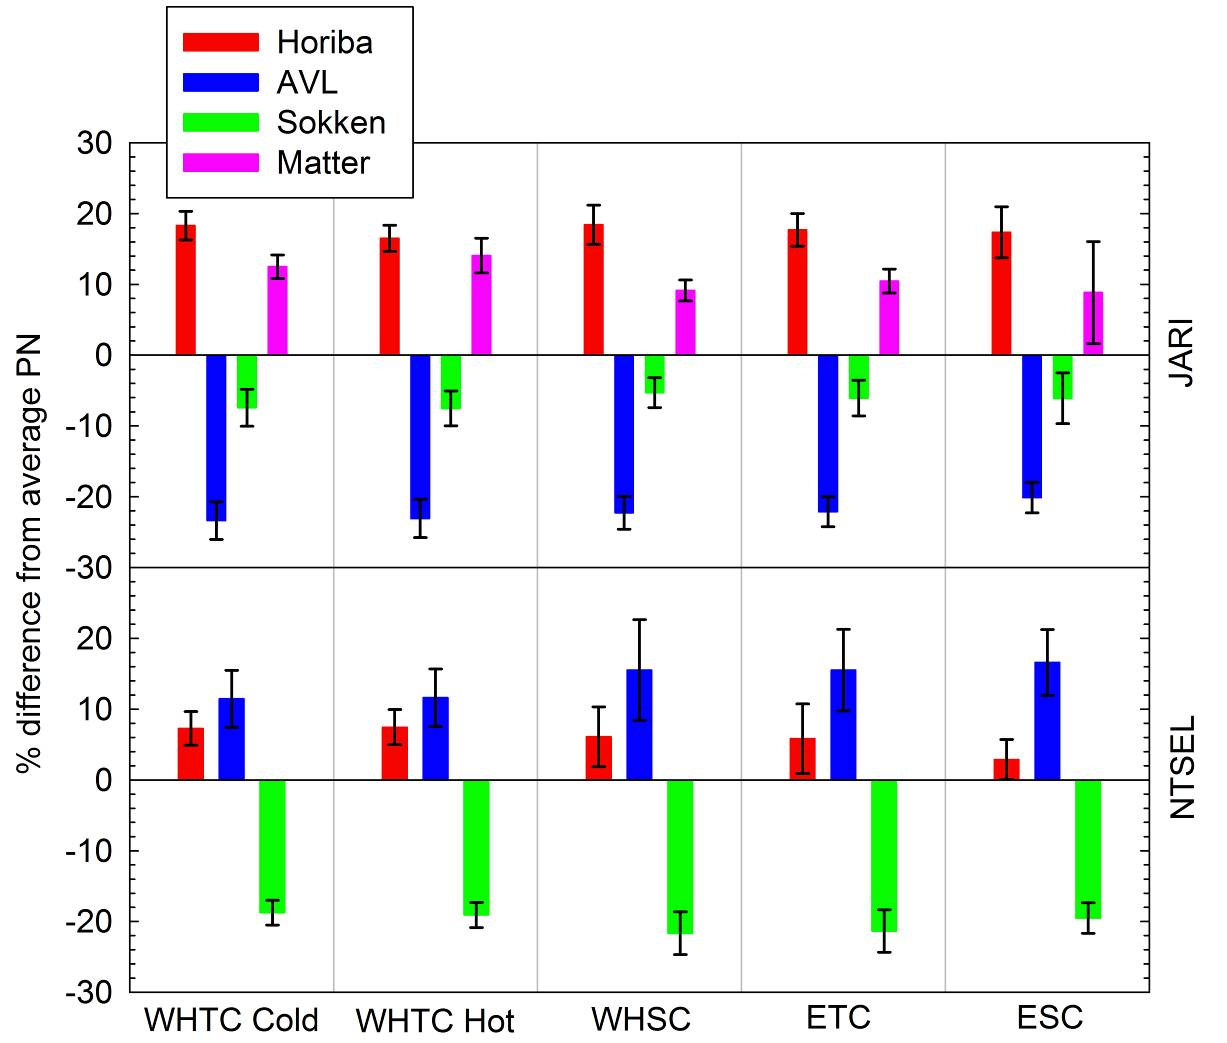 Horiba
AVL
Sokken
Matter
30
20
10
0
-10
-20
-30
20
10
0
-10
-20
-30
% difference from average PN
JARI
NTSEL
WHTC Cold
WHTC Hot
WHSC
ETC
ESC